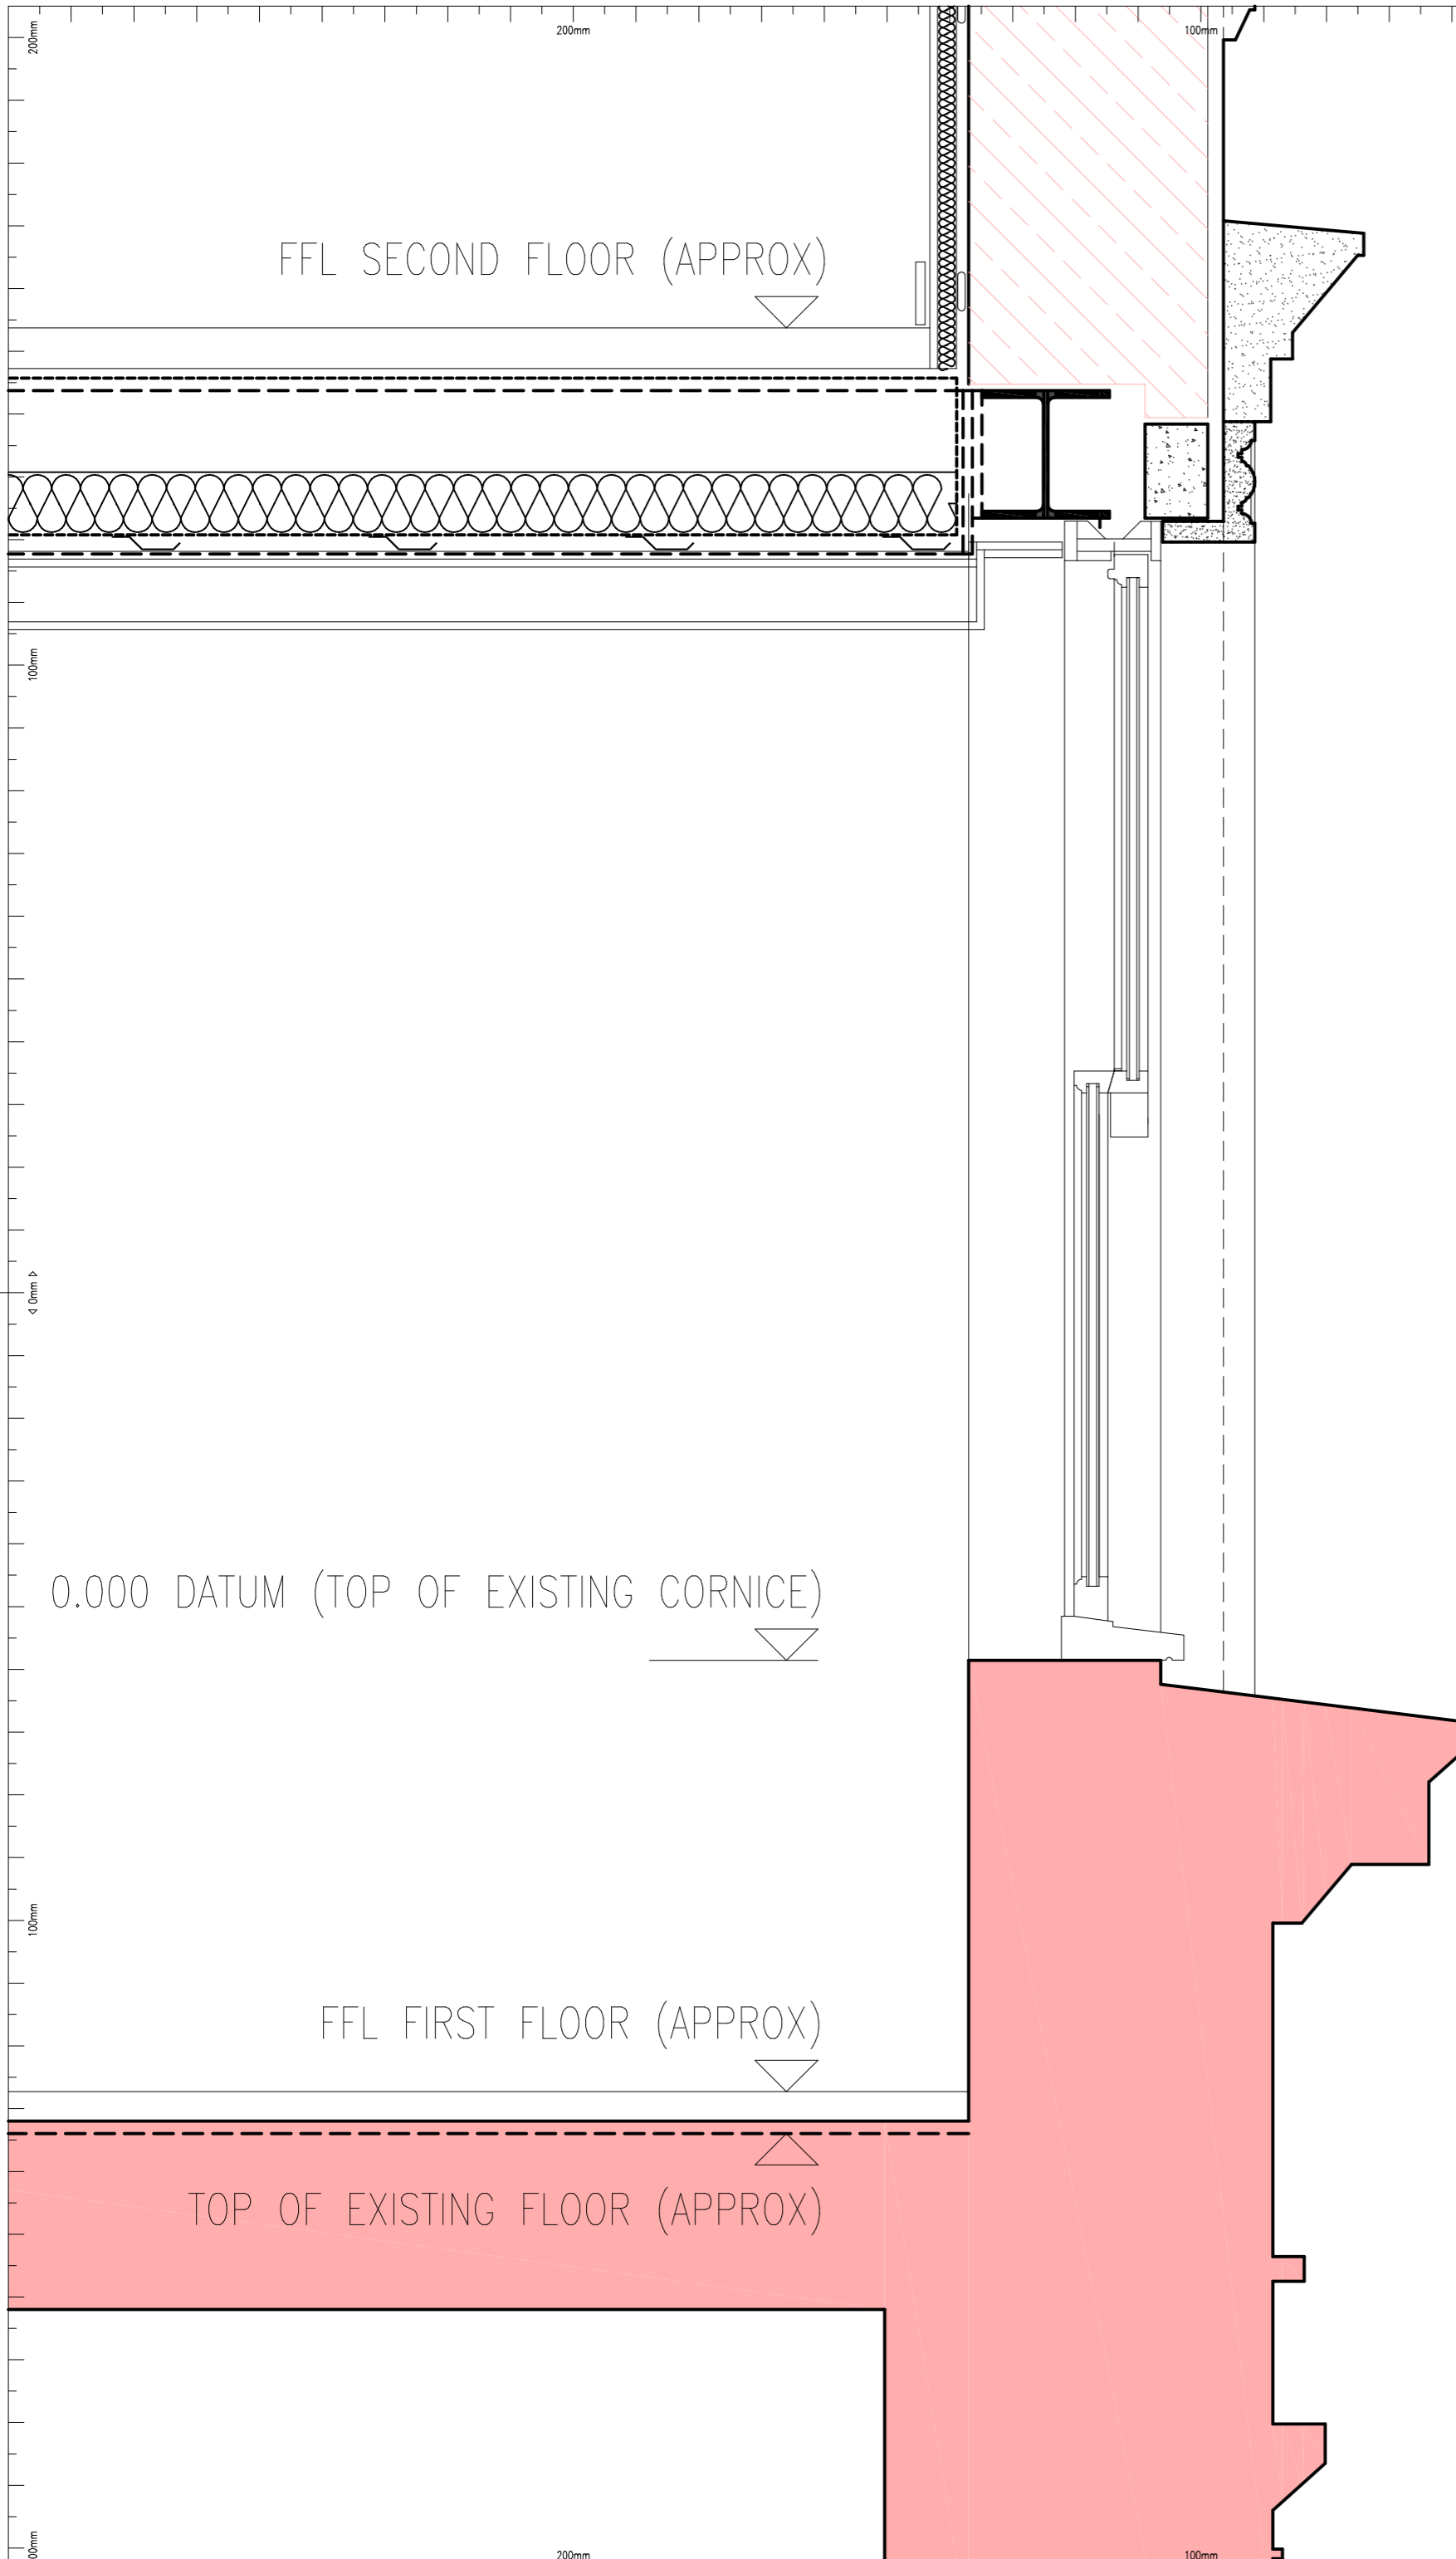 200mm
100mm
200mm
FFL SECOND FLOOR (APPROX)
100mm
0mm
0.000 DATUM (TOP OF EXISTING CORNICE)
100mm
FFL FIRST FLOOR (APPROX)
TOP OF EXISTING FLOOR (APPROX)
00mm
200mm
100mm